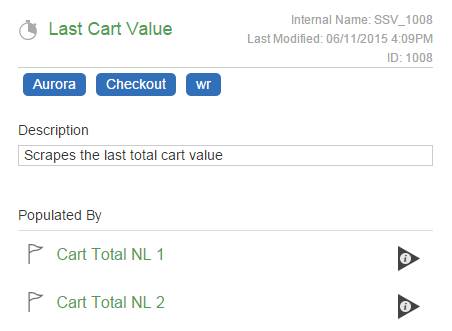 Last Cart Value
Internal Name: SSV_1008
Last Modified: 06/11/2015 4:09PM
ID: 1008
Aurora Checkout wr
Description
Scrapes the last total cart value
Populated By
Cart Total NL 1
Cart Total NL 2